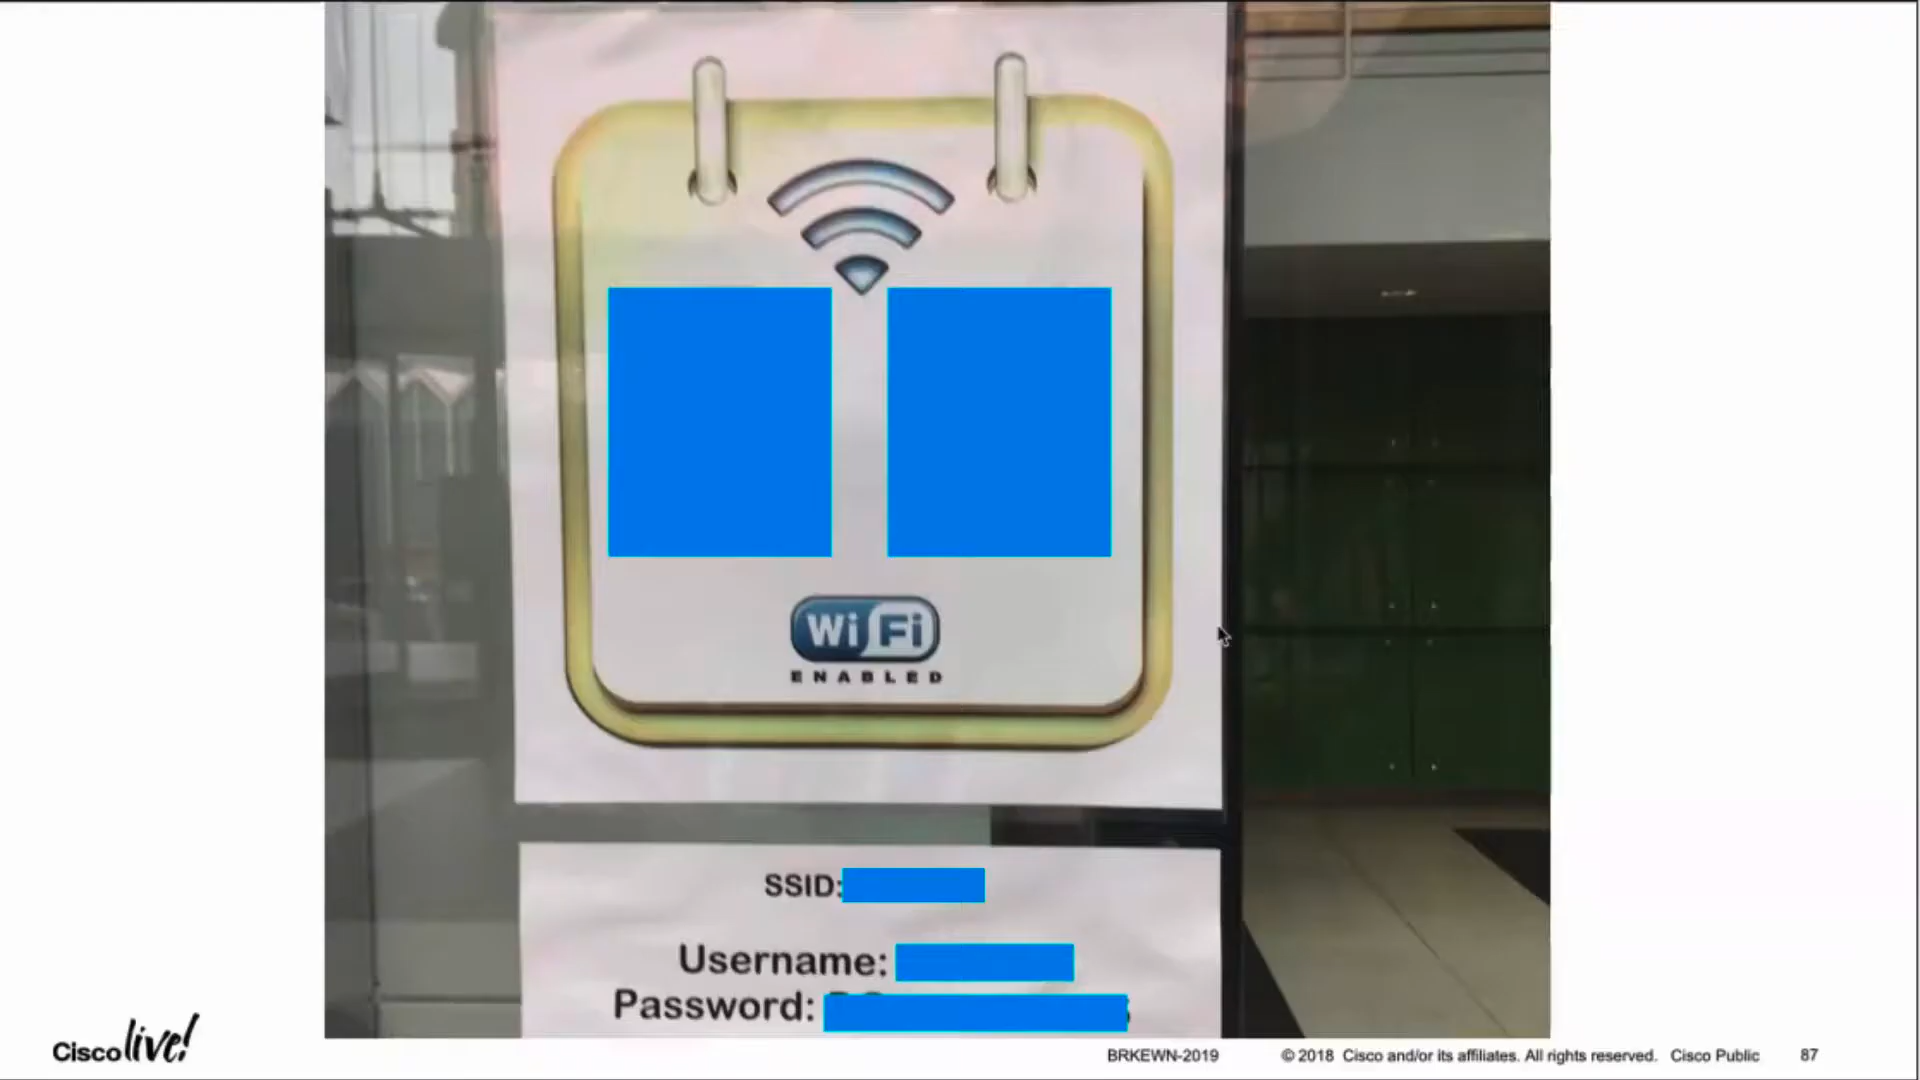 Wi Fi
ENABLED
SSID:
Username:
Password:
Cisco live!
BRKEWN-2019
© 2018 Cisco and/or its affiliates. All rights reserved. Cisco Public
87